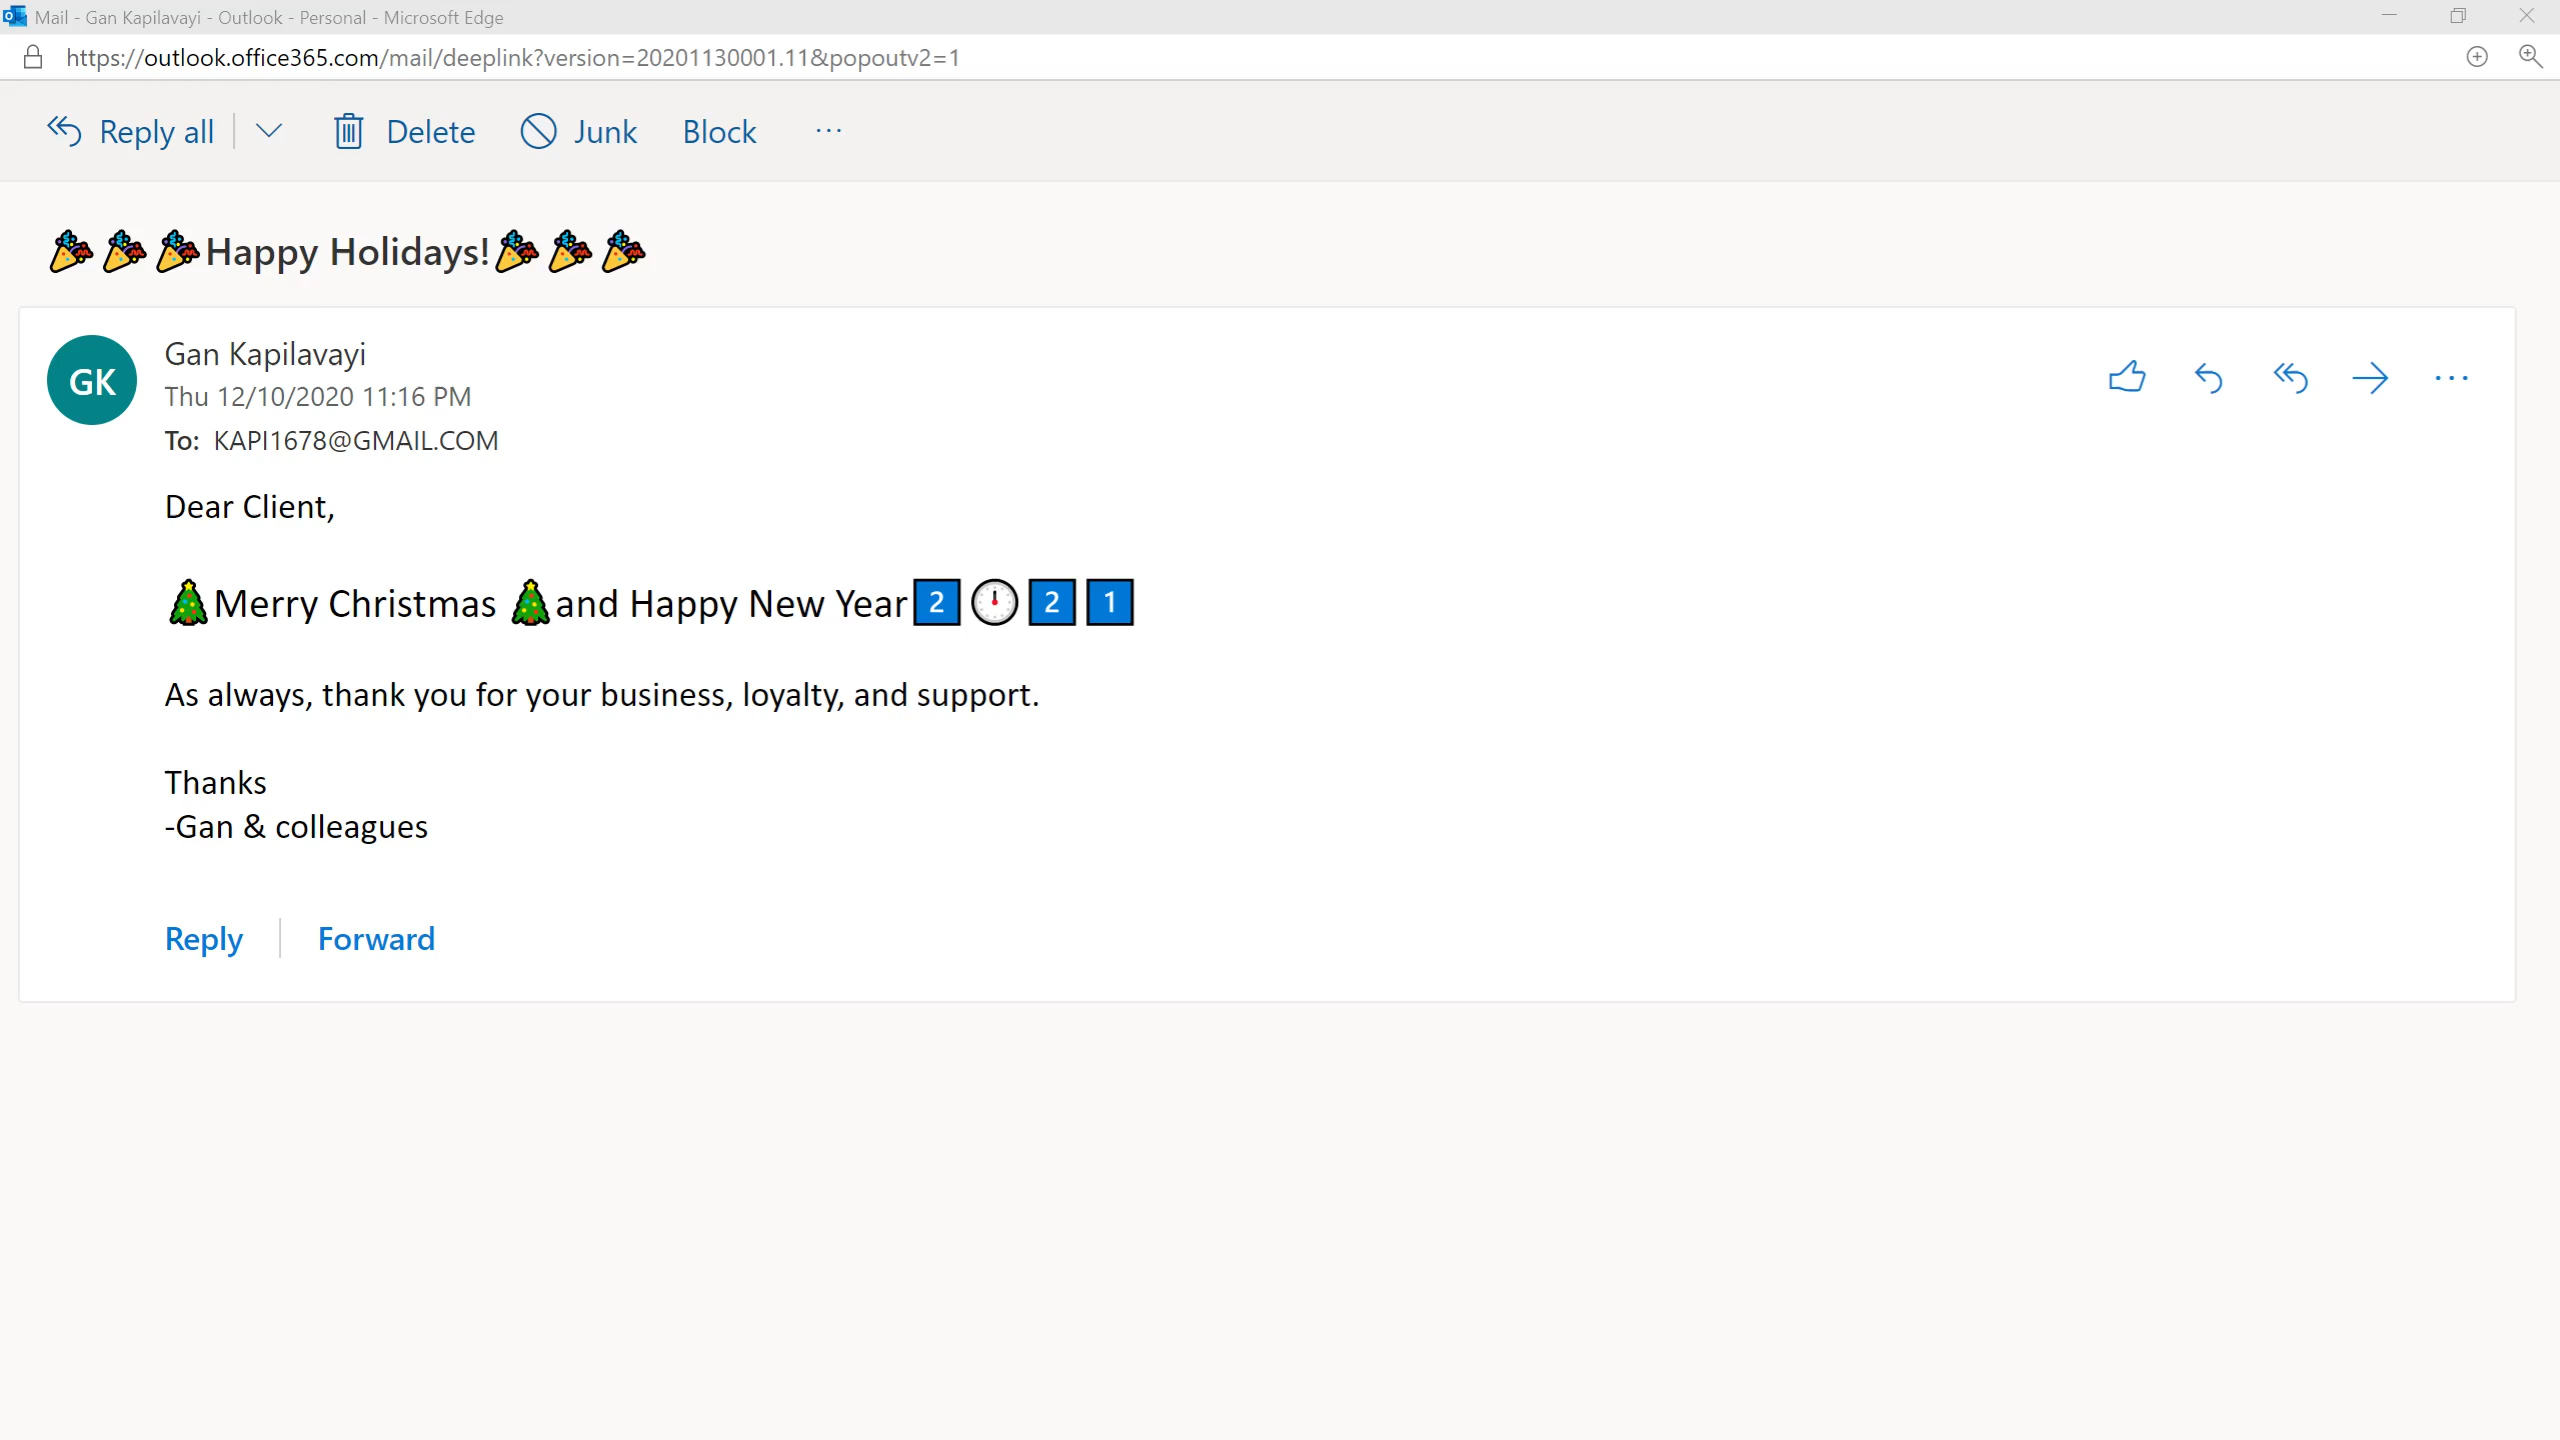 Mail - Gan Kapilavayi - Outlook - Personal - Microsoft Edge
https://outlook.office365.com/mail/deeplink?version=20201130001.11&popoutv2=1
Reply all Delete Junk Block ...
🎉🎉🎉Happy Holidays!🎉🎉🎉
GK
Gan Kapilavayi
Thu 12/10/2020 11:16 PM
To: KAPI1678@GMAIL.COM
Dear Client,
🎄Merry Christmas 🎄and Happy New Year2️⃣🕛2️⃣1️⃣
As always, thank you for your business, loyalty, and support.
Thanks
-Gan & colleagues
Reply Forward